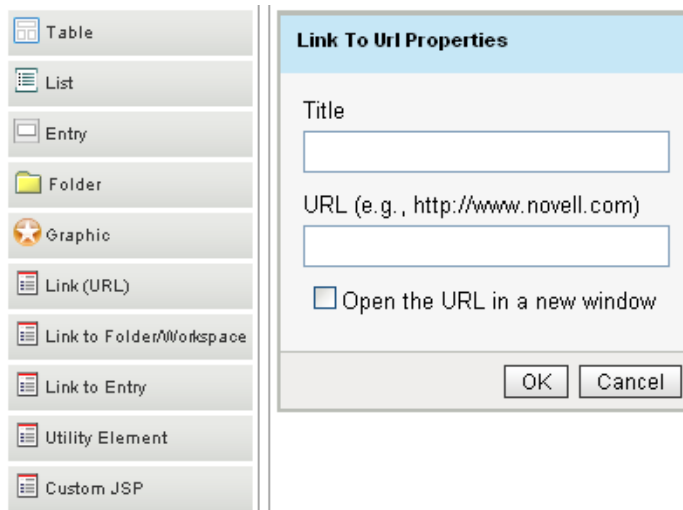 Table
List
Entry
Folder
Graphic
Link (URL)
Link to Folder/Workspace
Link to Entry
Utility Element
Custom JSP
Link To Url Properties
Title
URL (e.g., http://www.novell.com)
Open the URL in a new window
OK
Cancel